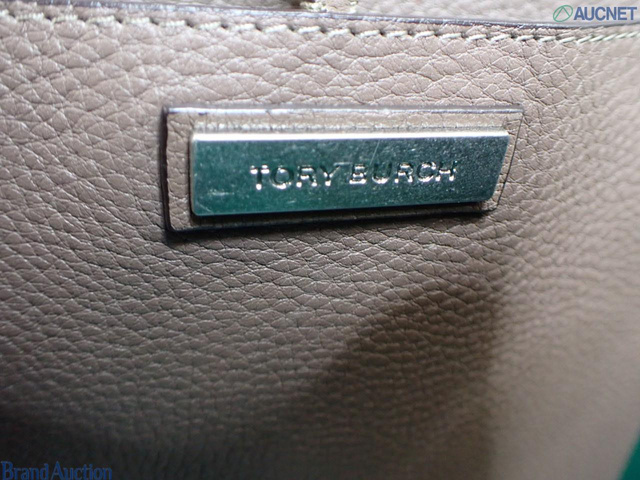 AUCNET
TORY BURCH
Brand Auction